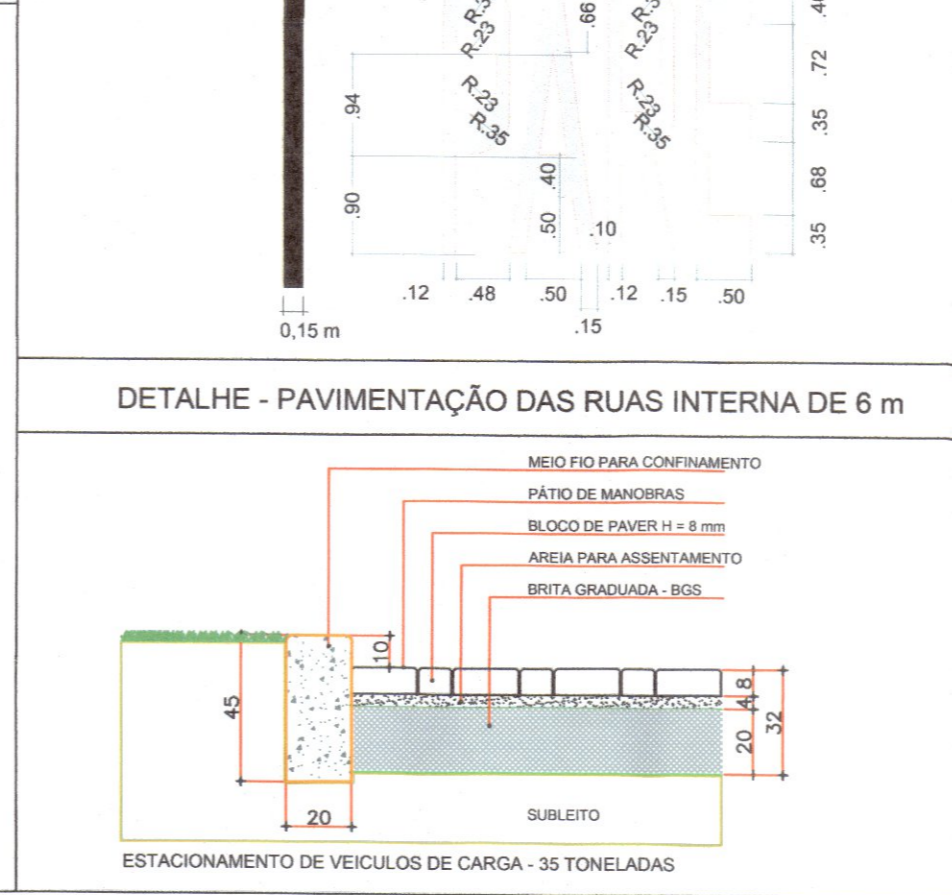 .66
.40
R.23
R.23
.72
R.23
R.23
.94
R.35
R.35
.35
.40
.68
.90
.50
.10
.35
.12
.48
.50
.12
.15
.50
.15
0,15 m
DETALHE - PAVIMENTAÇÃO DAS RUAS INTERNA DE 6 m
MEIO FIO PARA CONFINAMENTO
PÁTIO DE MANOBRAS
BLOCO DE PAVER H = 8 mm
AREIA PARA ASSENTAMENTO
BRITA GRADUADA - BGS
10
45
8
4
32
20
20
SUBLEITO
ESTACIONAMENTO DE VEICULOS DE CARGA - 35 TONELADAS